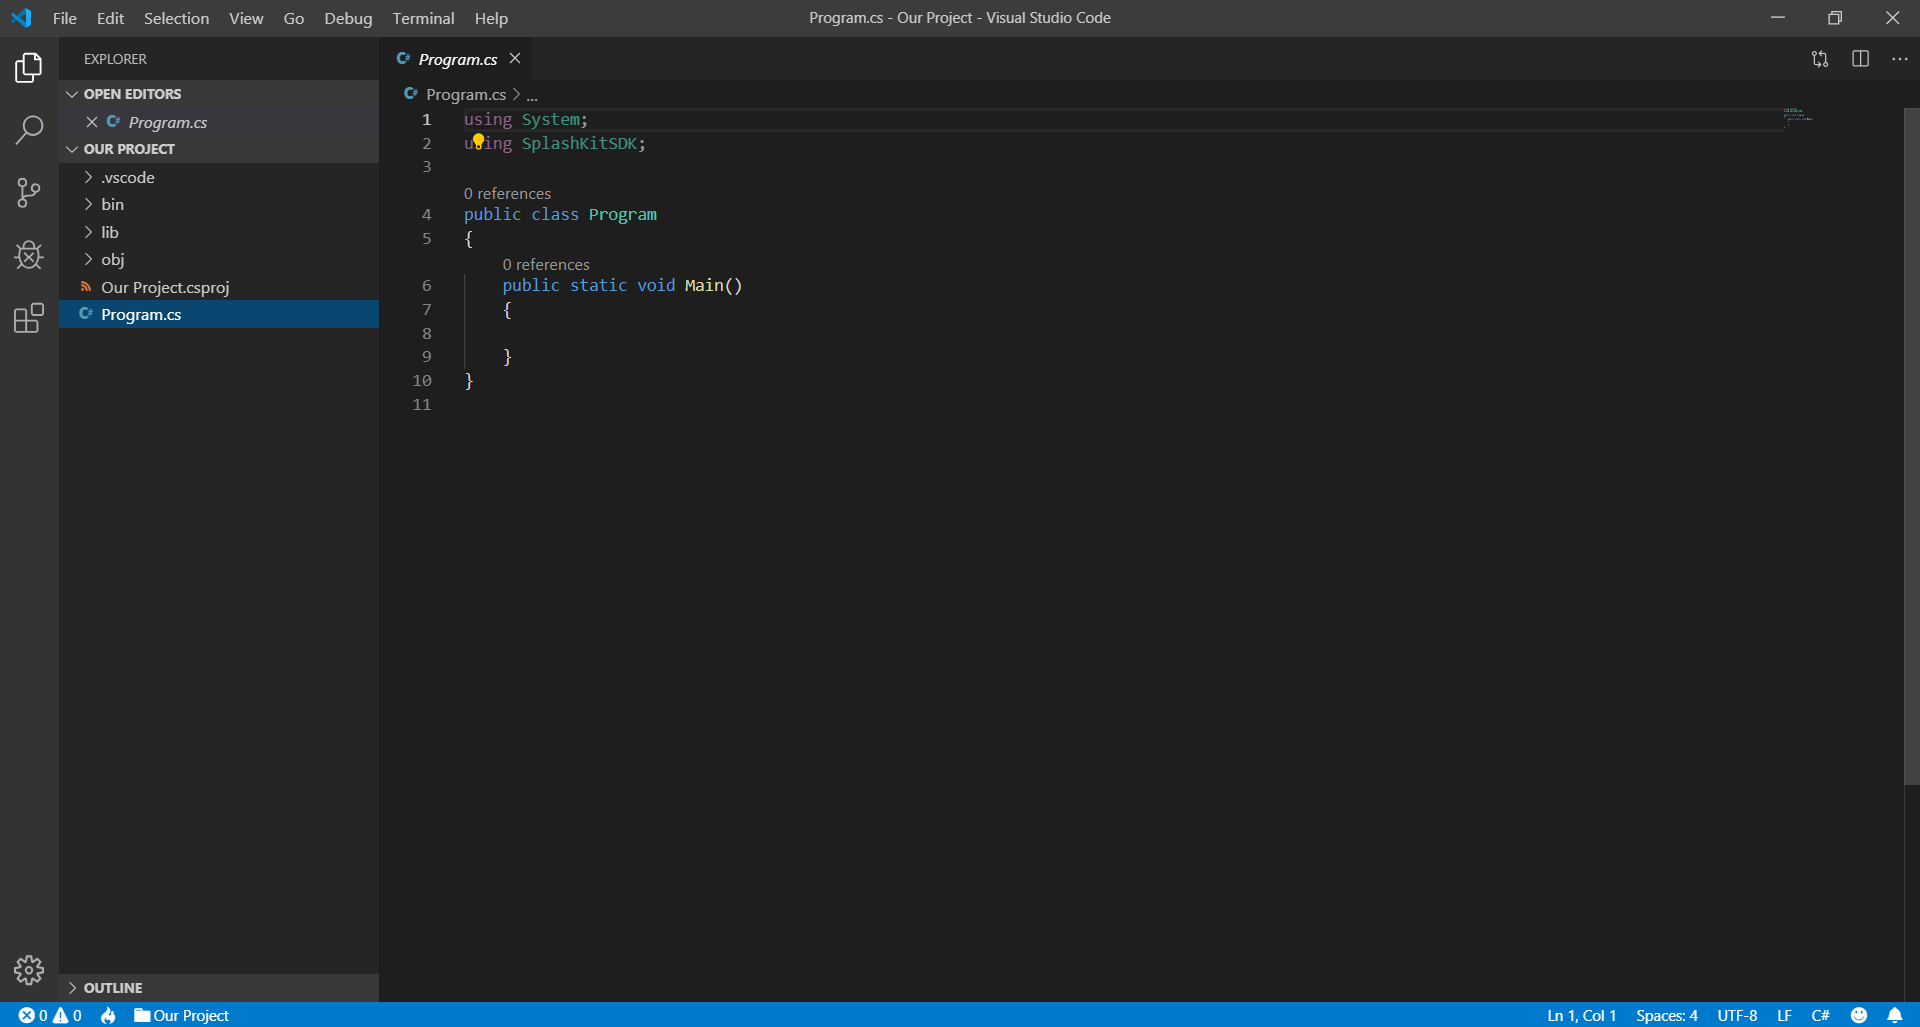 File Edit Selection View Go Debug Terminal Help
Program.cs - Our Project - Visual Studio Code
EXPLORER
OPEN EDITORS
Program.cs
OUR PROJECT
.vscode
bin
lib
obj
Our Project.csproj
Program.cs
OUTLINE
Program.cs
Program.cs > ...
1 using System;
2 using SplashKitSDK;
3
0 references
4 public class Program
5 {
0 references
6 public static void Main()
7 {
8
9 }
10 }
11
0 0 Our Project
Ln 1, Col 1 Spaces: 4 UTF-8 LF C#